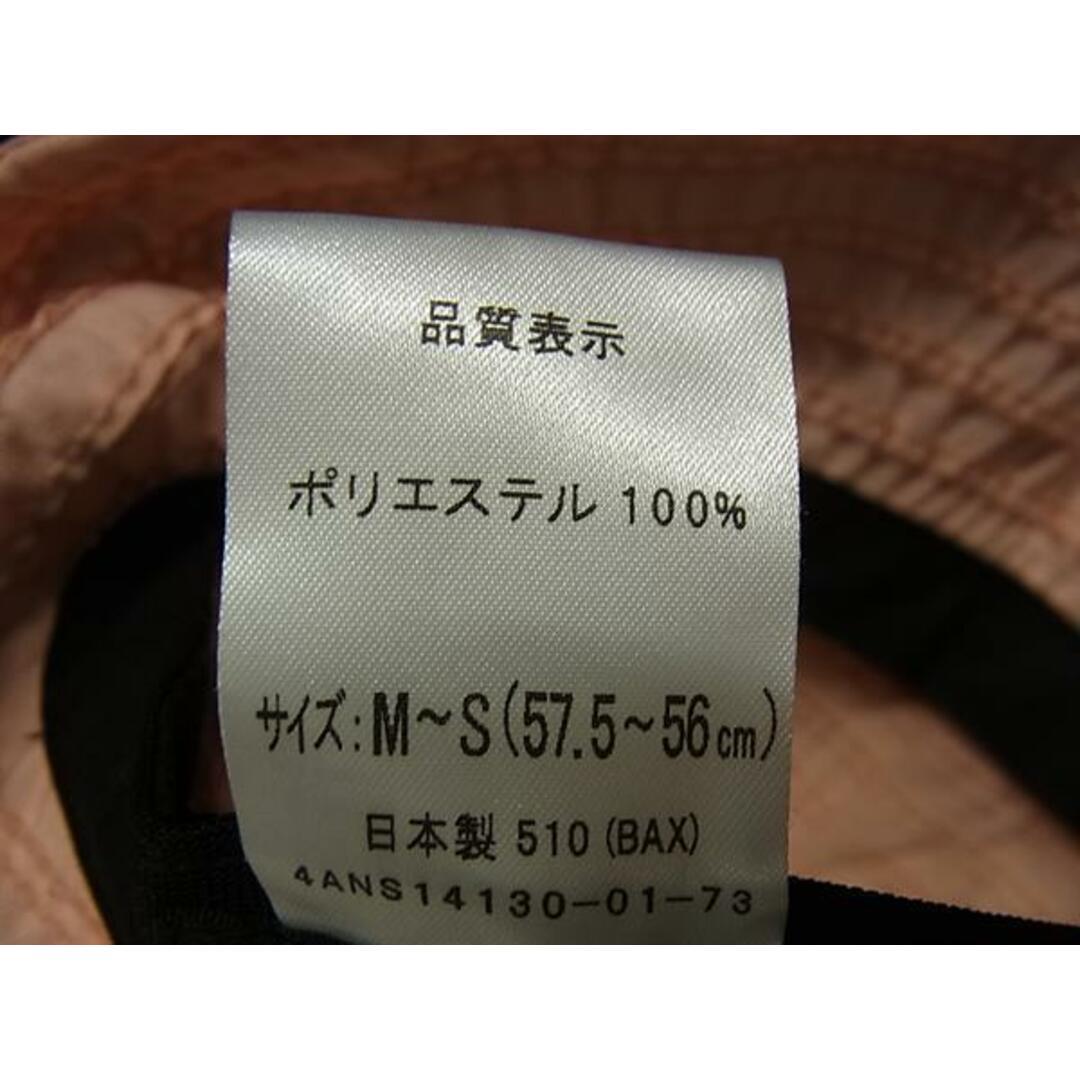 品質表示
ポリエステル 100%
サイズ:M~S(57.5~56cm)
日本製 510 (BAX)
4ANS14130-01-73